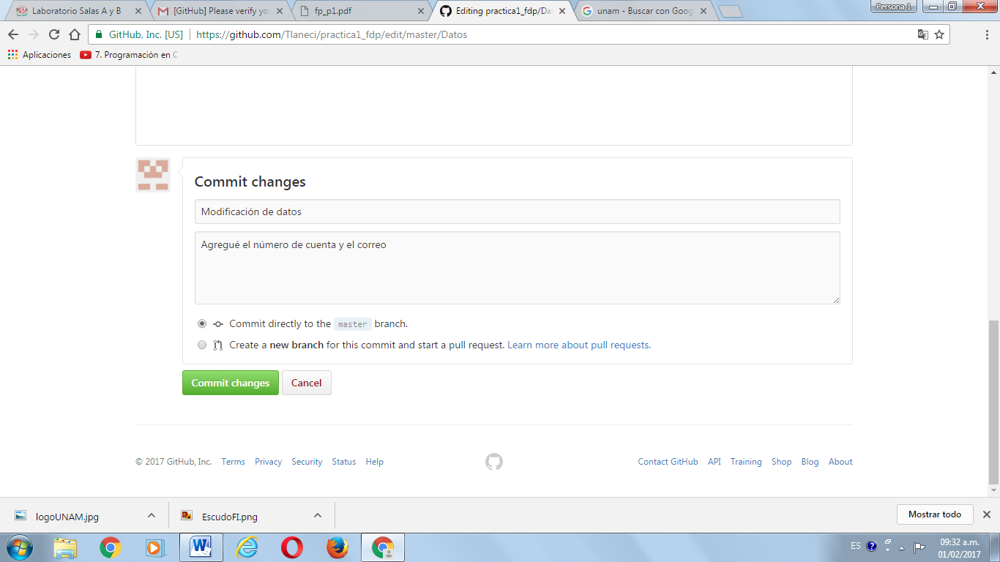 Laboratorio Salas A y B
[GitHub] Please verify yo
fp_p1.pdf
Editing practica1_fdp/Da
unam - Buscar con Goog
Persona 1
GitHub, Inc. [US]
https://github.com/Tlaneci/practica1_fdp/edit/master/Datos
Aplicaciones
7. Programación en C
Commit changes
Modificación de datos
Agregué el número de cuenta y el correo
Commit directly to the master branch.
Create a new branch for this commit and start a pull request. Learn more about pull requests.
Commit changes
Cancel
© 2017 GitHub, Inc. Terms Privacy Security Status Help
Contact GitHub API Training Shop Blog About
logoUNAM.jpg
EscudoFI.png
Mostrar todo
ES
09:32 a.m.
01/02/2017